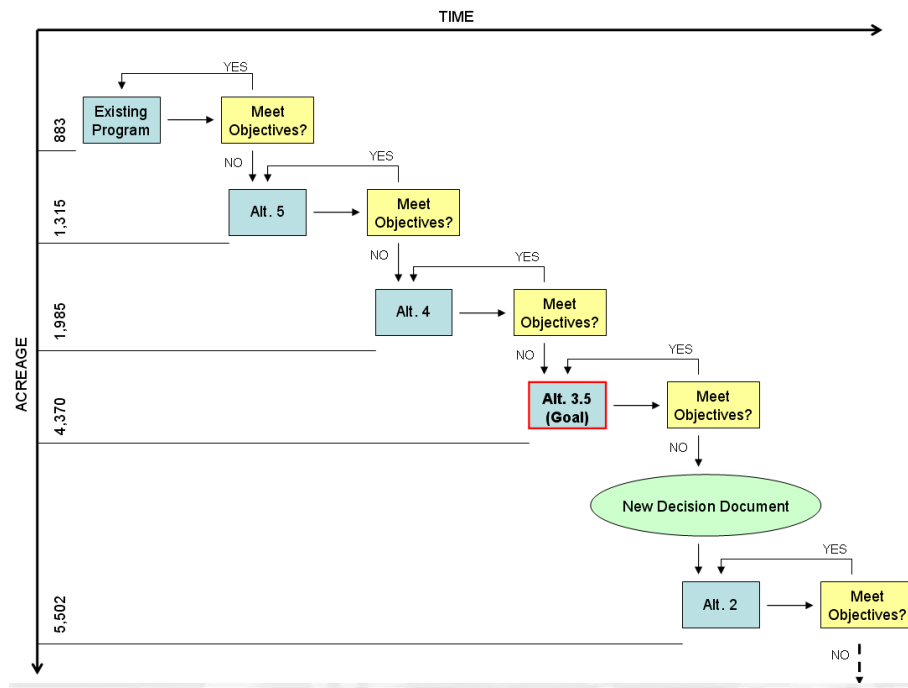 TIME
YES
Existing
Program
Meet
Objectives?
883
NO
YES
Alt. 5
Meet
Objectives?
1,315
NO
YES
Alt. 4
Meet
Objectives?
1,985
NO
YES
ACREAGE
Alt. 3.5
(Goal)
Meet
Objectives?
4,370
NO
New Decision Document
YES
Alt. 2
Meet
Objectives?
5,502
NO